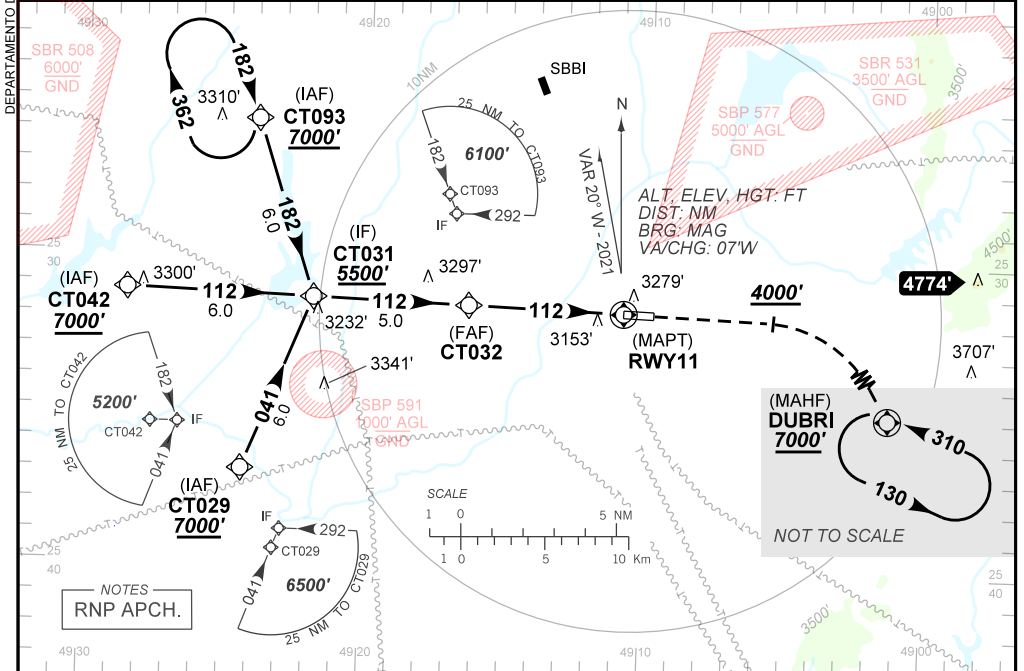 DEPARTAMENTO D
49/30
49/20
49/10
49/00
SBR 508
6000'
GND
182
362
3310'
(IAF)
CT093
7000'
10NM
SBBI
25 NM TO CT093
6100'
182
CT093
IF
292
N
VAR 20° W - 2021
SBR 531
3500' AGL
GND
SBP 577
5000' AGL
GND
3500'
ALT, ELEV, HGT: FT
DIST: NM
BRG: MAG
VA/CHG: 07'W
182
6.0
25
30
(IF)
CT031
5500'
3297'
3279'
4000'
4500'
25
30
4774'
(IAF)
CT042
7000'
3300'
112
6.0
112
5.0
112
3232'
(FAF)
CT032
3153'
(MAPT)
RWY11
3707'
3341'
25 NM TO CT042
5200'
182
IF
CT042
041
041
6.0
SBP 591
1000' AGL
GND
(MAHF)
DUBRI
7000'
310
130
NOT TO SCALE
(IAF)
CT029
7000'
SCALE
1 0 5 NM
1 0 5 10 Km
IF
292
CT029
041
6500'
25 NM TO CT029
25
40
25
40
NOTES
RNP APCH.
3500'
49/30
49/20
49/10
49/00